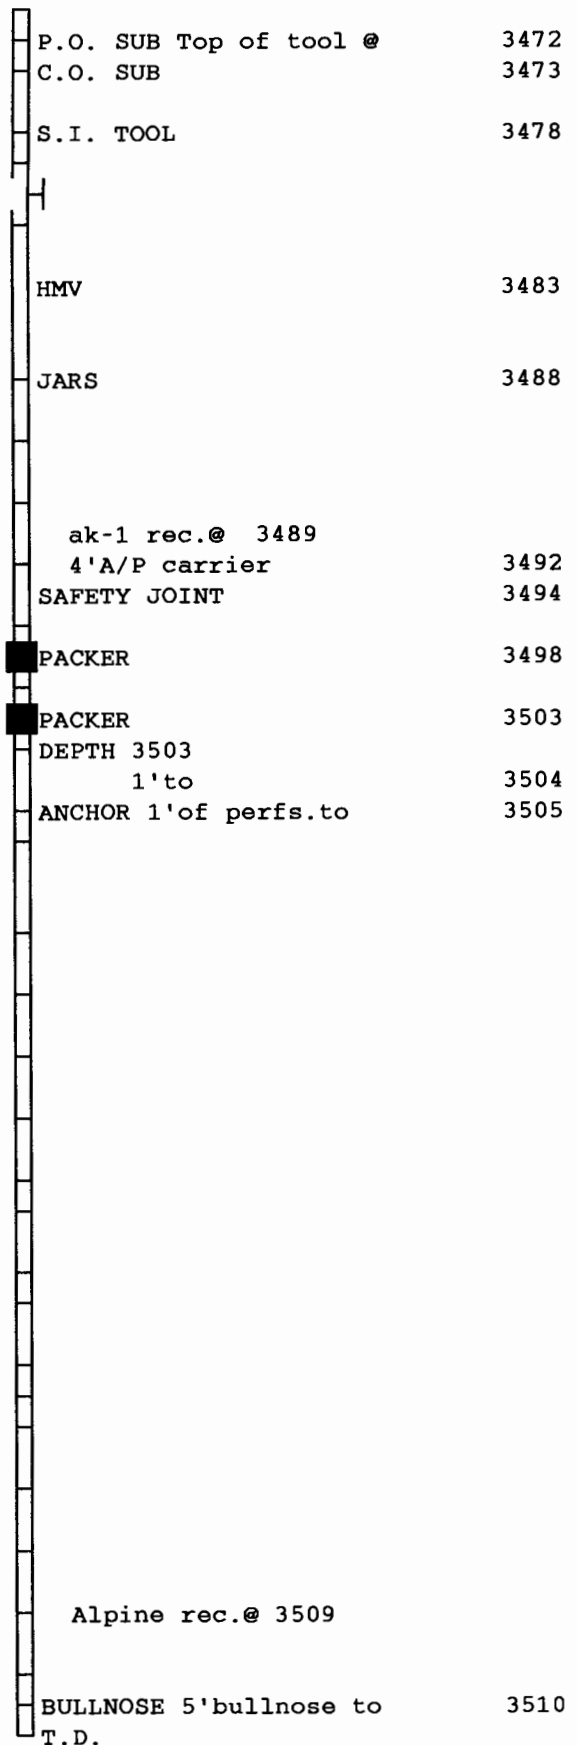 P.O. SUB Top of tool @ 3472
C.O. SUB 3473
S.I. TOOL 3478
HMV 3483
JARS 3488
ak-1 rec.@ 3489
4'A/P carrier 3492
SAFETY JOINT 3494
PACKER 3498
PACKER 3503
DEPTH 3503
1'to 3504
ANCHOR 1'of perfs.to 3505
Alpine rec.@ 3509
BULLNOSE 5'bullnose to 3510
T.D.